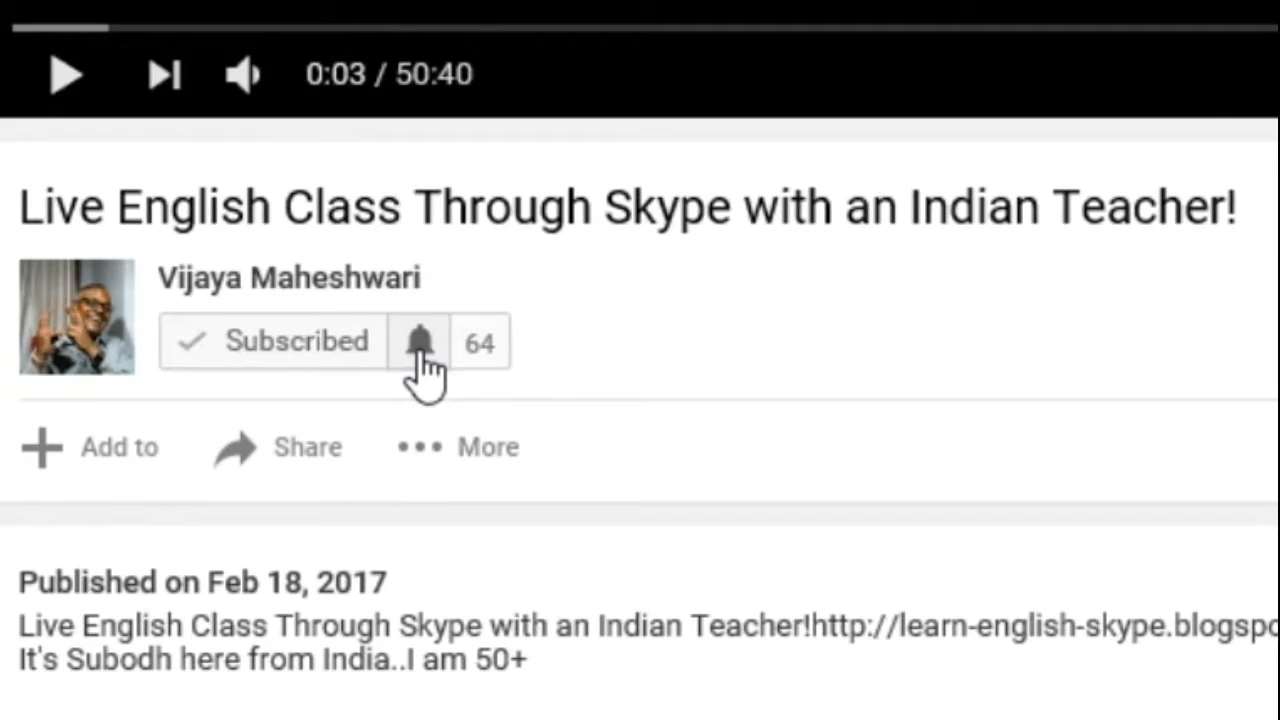 0:03 / 50:40
Live English Class Through Skype with an Indian Teacher!
Vijaya Maheshwari
Subscribed 64
Add to Share More
Published on Feb 18, 2017
Live English Class Through Skype with an Indian Teacher!http://learn-english-skype.blogspo
It's Subodh here from India..I am 50+